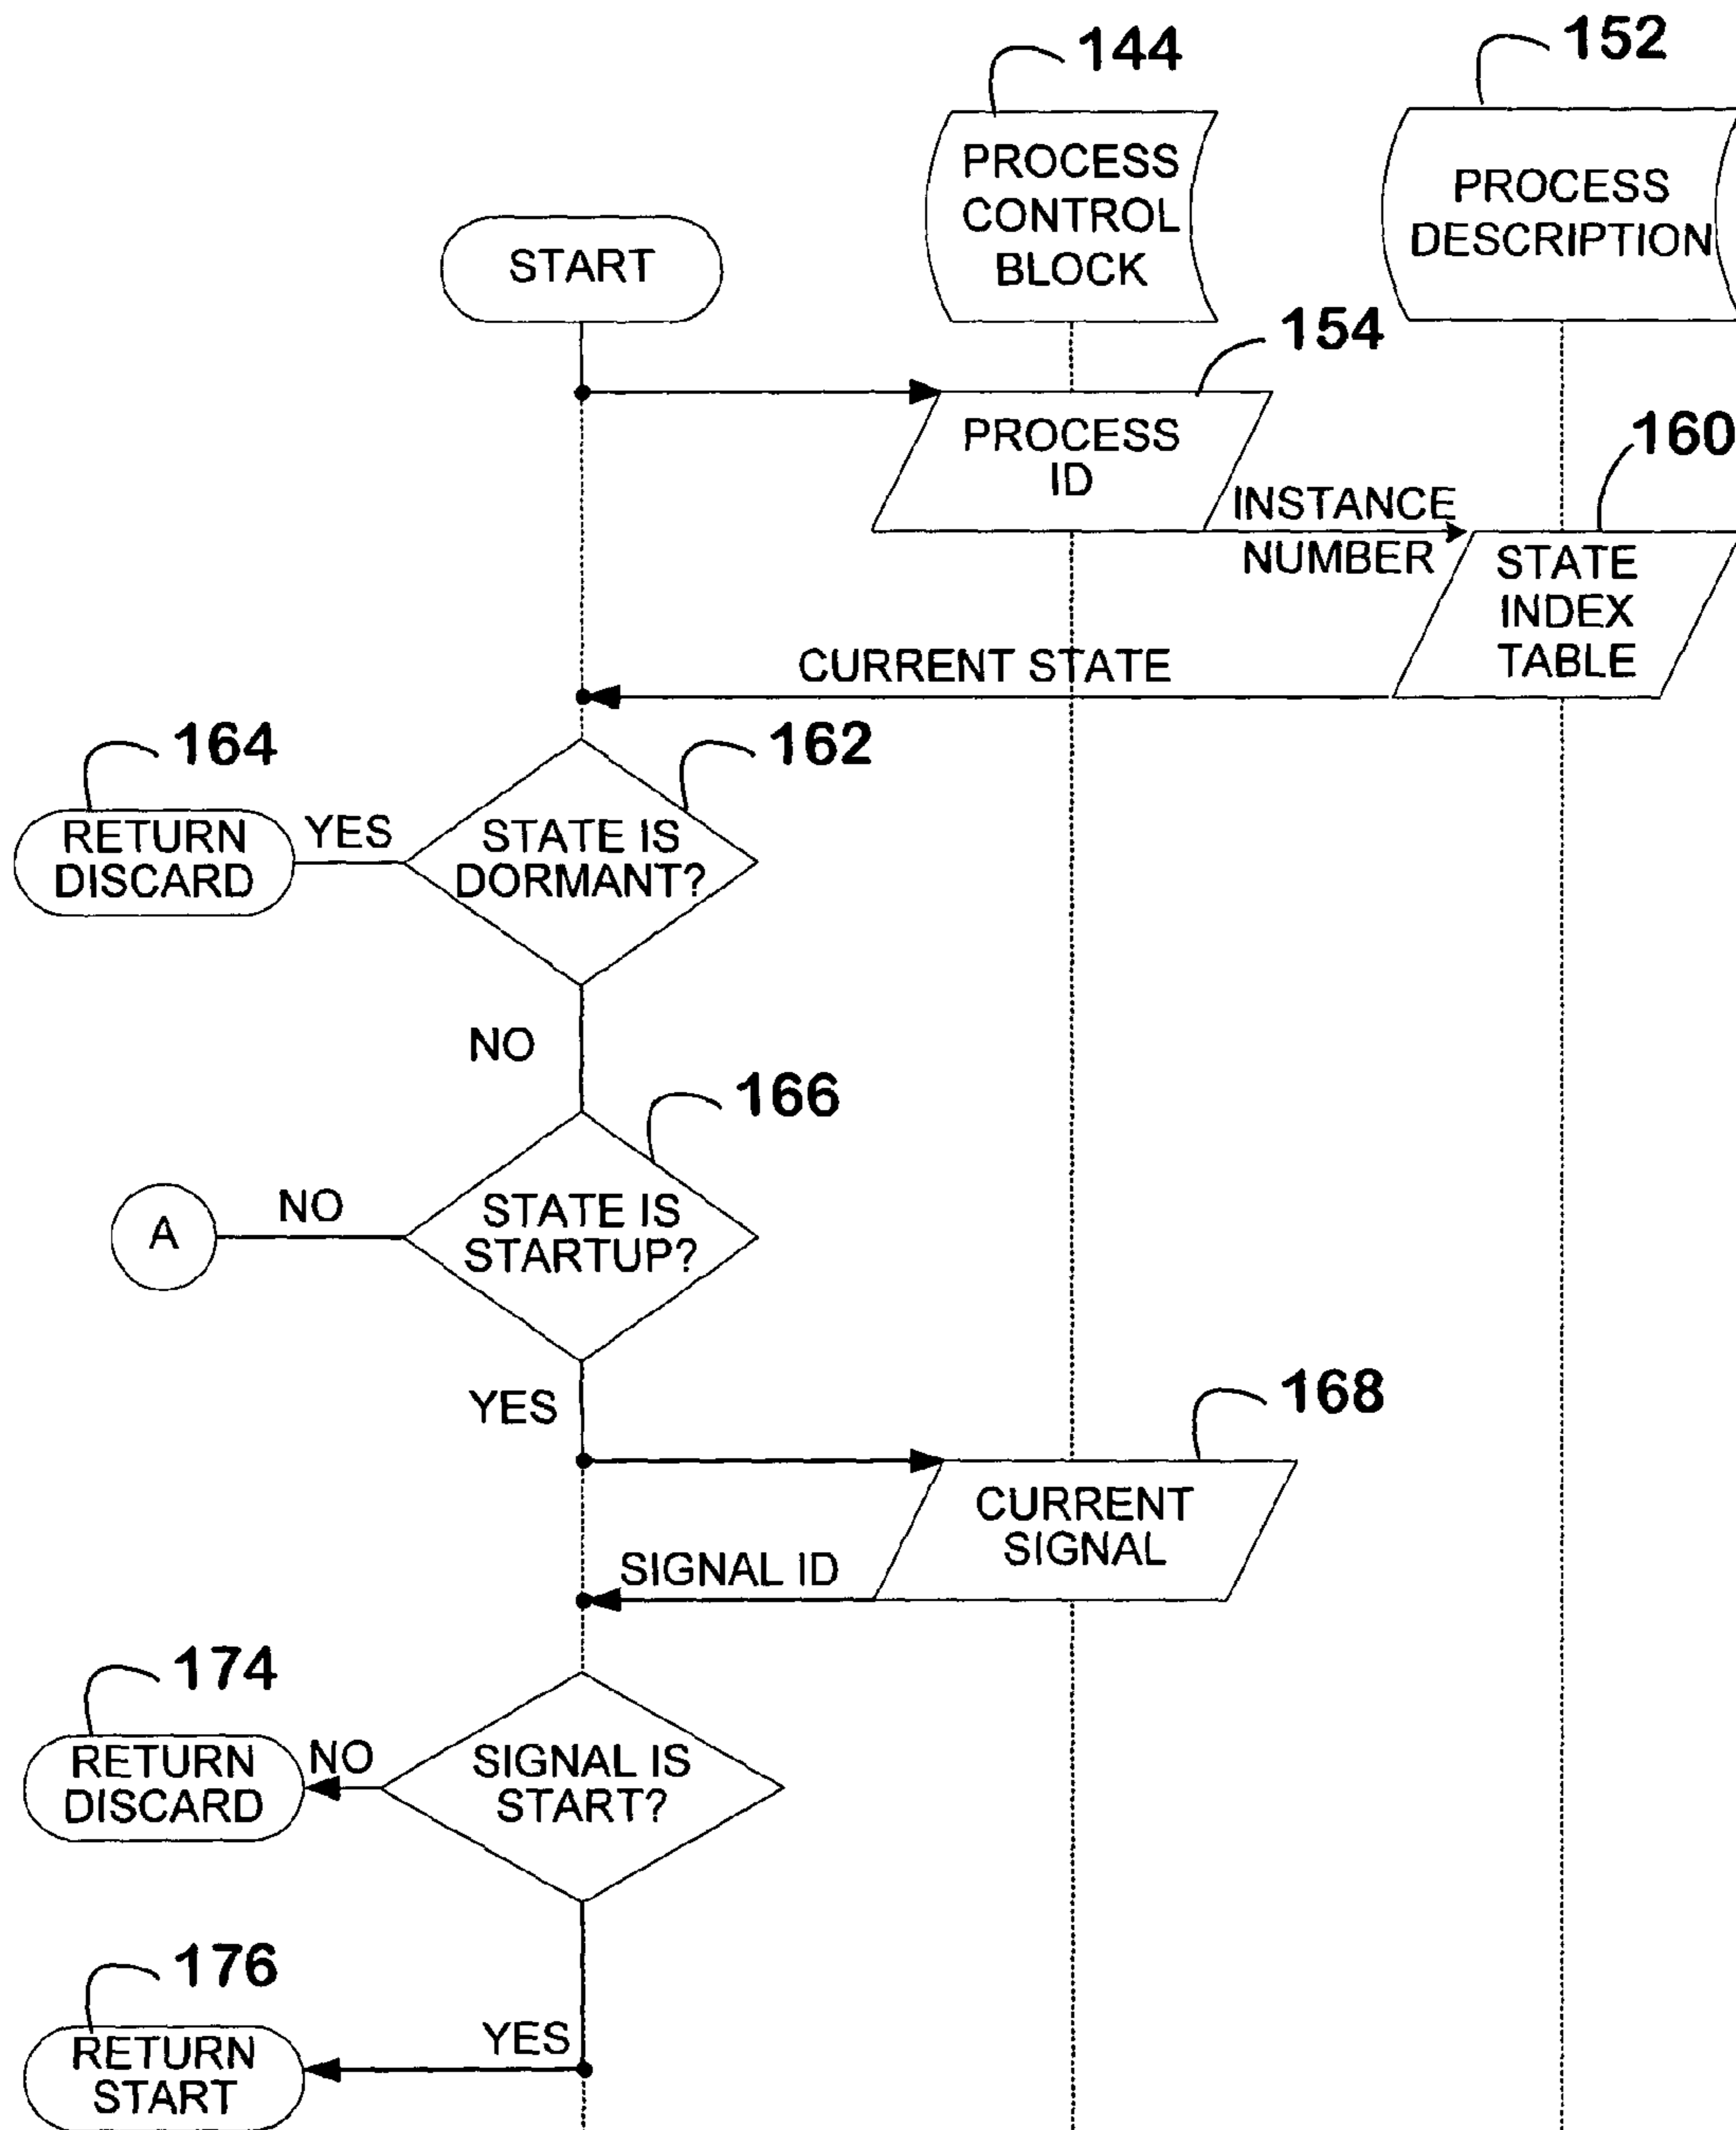 144
152
PROCESS
CONTROL
BLOCK
PROCESS
DESCRIPTION
START
154
PROCESS
ID
160
INSTANCE
NUMBER
STATE
INDEX
TABLE
CURRENT STATE
164
162
RETURN
DISCARD
YES
STATE IS
DORMANT?
NO
166
A
NO
STATE IS
STARTUP?
YES
168
CURRENT
SIGNAL
SIGNAL ID
174
RETURN
DISCARD
NO
SIGNAL IS
START?
176
YES
RETURN
START